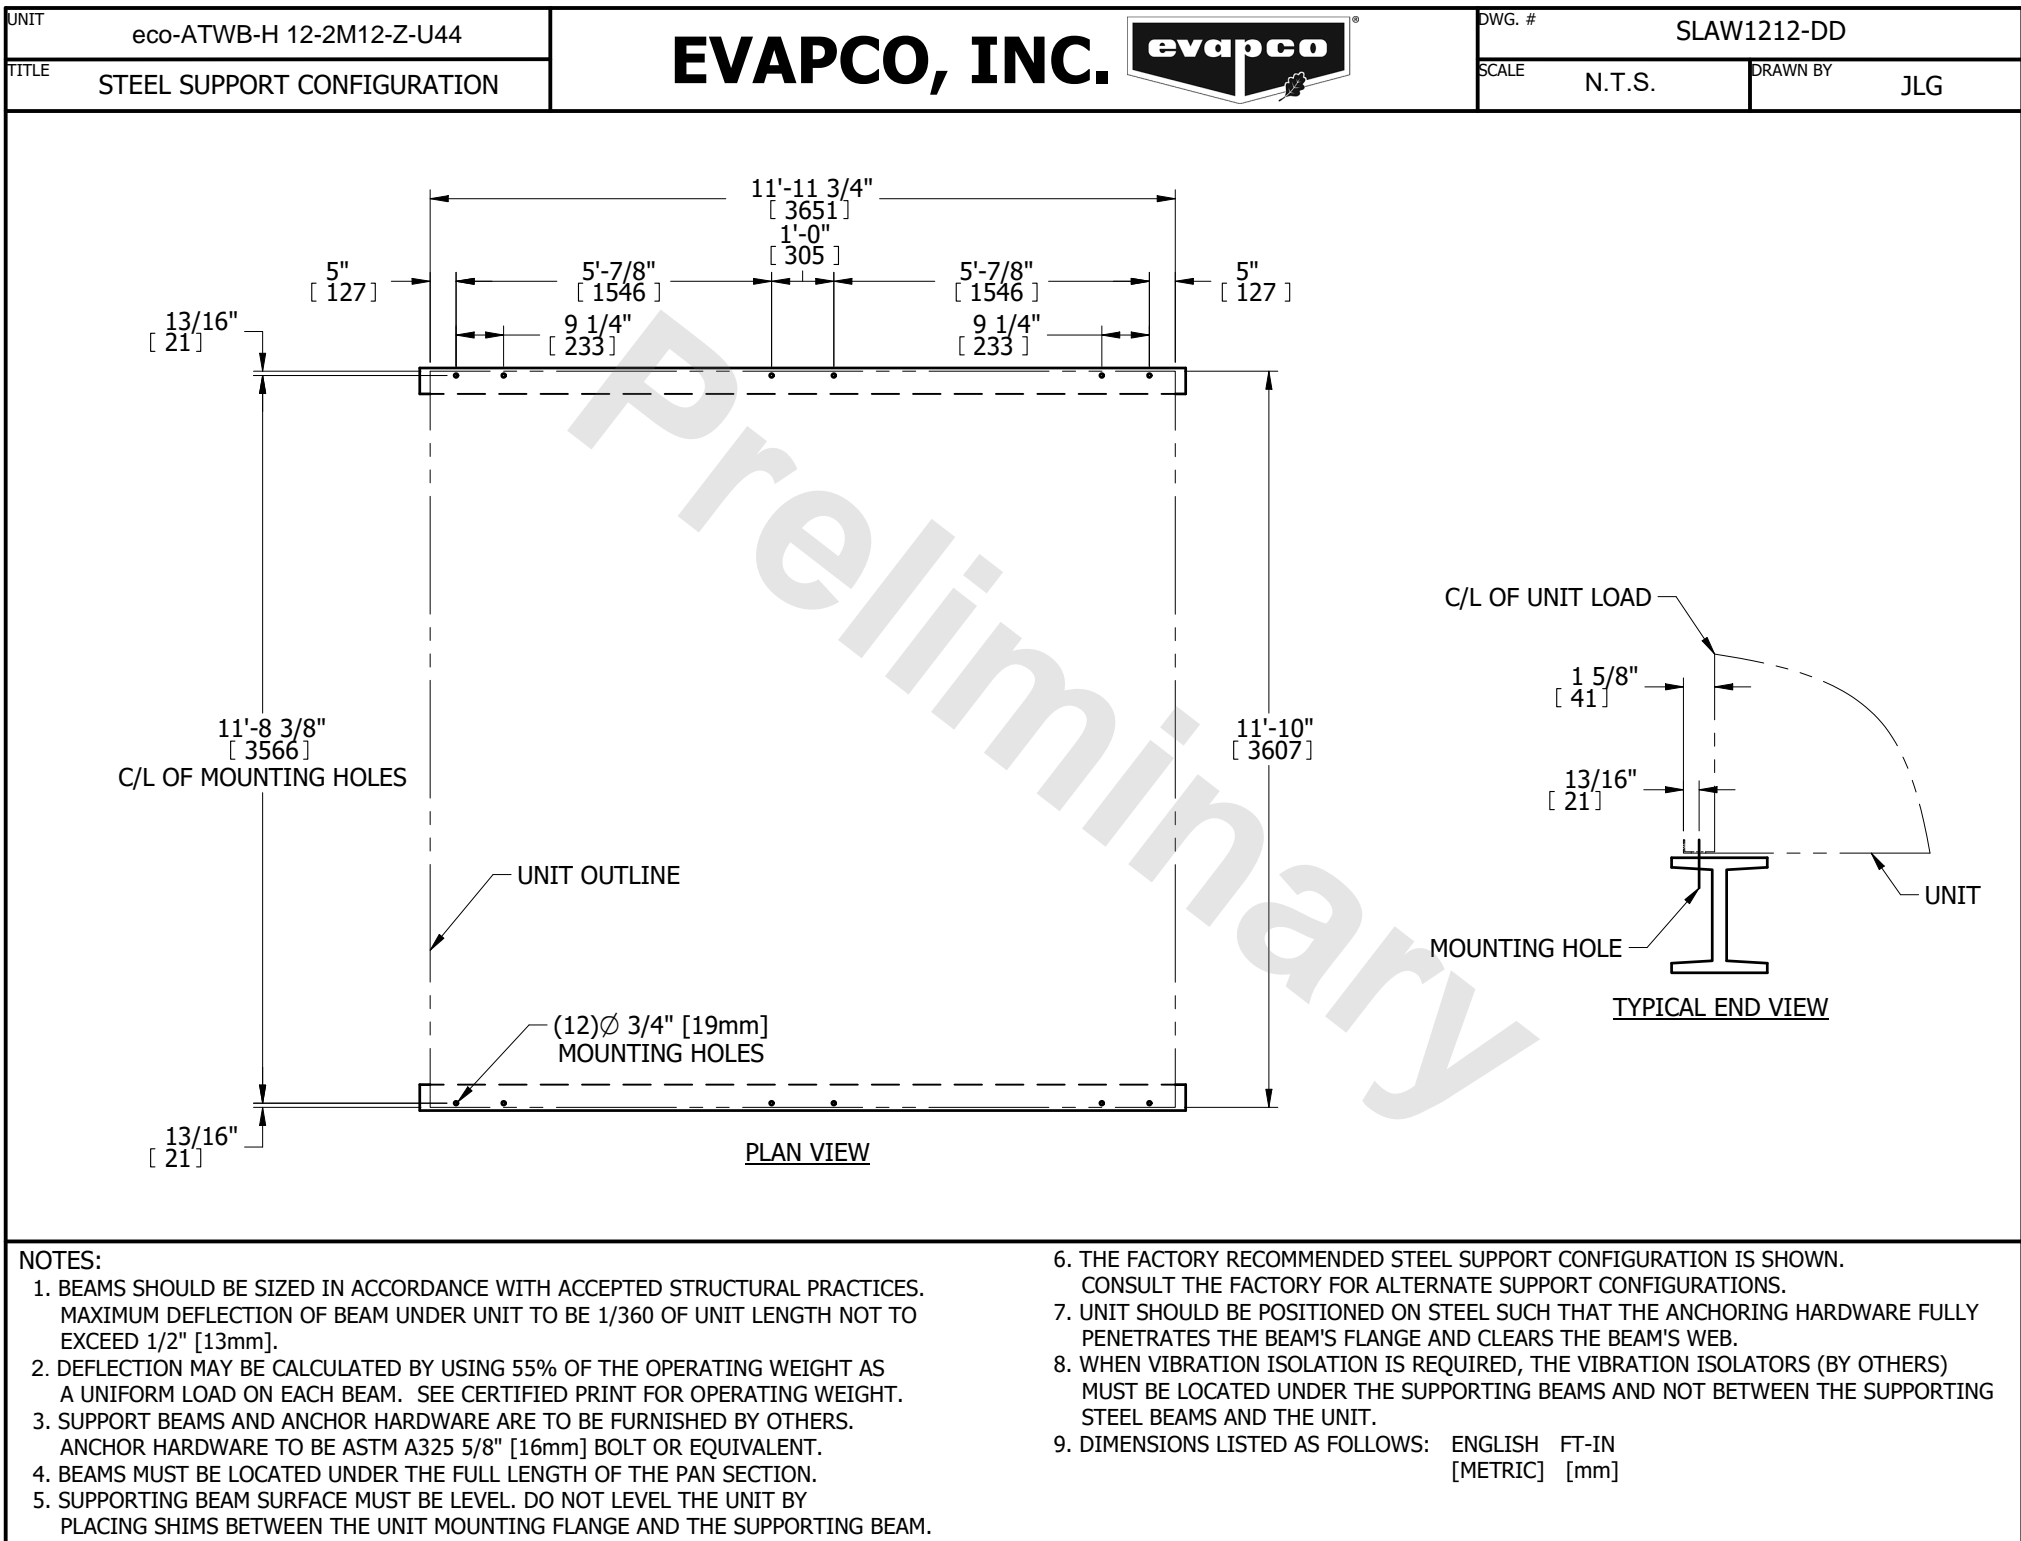 UNIT
eco-ATWB-H 12-2M12-Z-U44
TITLE
STEEL SUPPORT CONFIGURATION
EVAPCO, INC.
evapco
®
DWG. #
SLAW1212-DD
SCALE
N.T.S.
DRAWN BY
JLG
11'-11 3/4"
[ 3651]
1'-0"
[ 305 ]
5"
[ 127]
5'-7/8"
[ 1546 ]
5'-7/8"
[ 1546 ]
5"
[ 127 ]
13/16"
[ 21]
9 1/4"
[ 233]
9 1/4"
[ 233 ]
Preliminary
11'-8 3/8"
[ 3566]
C/L OF MOUNTING HOLES
11'-10"
[ 3607]
UNIT OUTLINE
(12)∅ 3/4" [19mm]
MOUNTING HOLES
13/16"
[ 21]
PLAN VIEW
C/L OF UNIT LOAD
1 5/8"
[ 41]
13/16"
[ 21]
UNIT
MOUNTING HOLE
TYPICAL END VIEW
NOTES:
1. BEAMS SHOULD BE SIZED IN ACCORDANCE WITH ACCEPTED STRUCTURAL PRACTICES.
MAXIMUM DEFLECTION OF BEAM UNDER UNIT TO BE 1/360 OF UNIT LENGTH NOT TO
EXCEED 1/2" [13mm].
2. DEFLECTION MAY BE CALCULATED BY USING 55% OF THE OPERATING WEIGHT AS
A UNIFORM LOAD ON EACH BEAM. SEE CERTIFIED PRINT FOR OPERATING WEIGHT.
3. SUPPORT BEAMS AND ANCHOR HARDWARE ARE TO BE FURNISHED BY OTHERS.
ANCHOR HARDWARE TO BE ASTM A325 5/8" [16mm] BOLT OR EQUIVALENT.
4. BEAMS MUST BE LOCATED UNDER THE FULL LENGTH OF THE PAN SECTION.
5. SUPPORTING BEAM SURFACE MUST BE LEVEL. DO NOT LEVEL THE UNIT BY
PLACING SHIMS BETWEEN THE UNIT MOUNTING FLANGE AND THE SUPPORTING BEAM.
6. THE FACTORY RECOMMENDED STEEL SUPPORT CONFIGURATION IS SHOWN.
CONSULT THE FACTORY FOR ALTERNATE SUPPORT CONFIGURATIONS.
7. UNIT SHOULD BE POSITIONED ON STEEL SUCH THAT THE ANCHORING HARDWARE FULLY
PENETRATES THE BEAM'S FLANGE AND CLEARS THE BEAM'S WEB.
8. WHEN VIBRATION ISOLATION IS REQUIRED, THE VIBRATION ISOLATORS (BY OTHERS)
MUST BE LOCATED UNDER THE SUPPORTING BEAMS AND NOT BETWEEN THE SUPPORTING
STEEL BEAMS AND THE UNIT.
9. DIMENSIONS LISTED AS FOLLOWS: ENGLISH FT-IN
[METRIC] [mm]